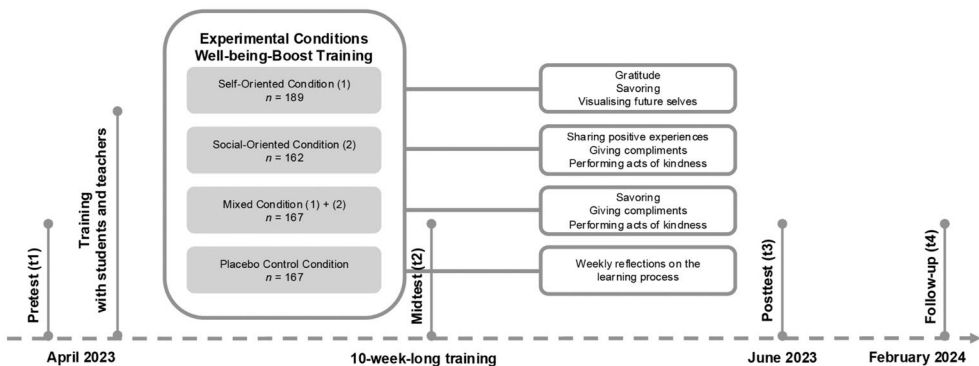 Experimental Conditions
Well-being-Boost Training
Self-Oriented Condition (1)
n = 189
Gratitude
Savoring
Visualising future selves
Social-Oriented Condition (2)
n = 162
Sharing positive experiences
Giving compliments
Performing acts of kindness
Mixed Condition (1) + (2)
n = 167
Savoring
Giving compliments
Performing acts of kindness
Placebo Control Condition
n = 167
Weekly reflections on the
learning process
Pretest (t1)
Training
with students and teachers
Midtest (t2)
Posttest (t3)
Follow-up (t4)
April 2023
10-week-long training
June 2023
February 2024